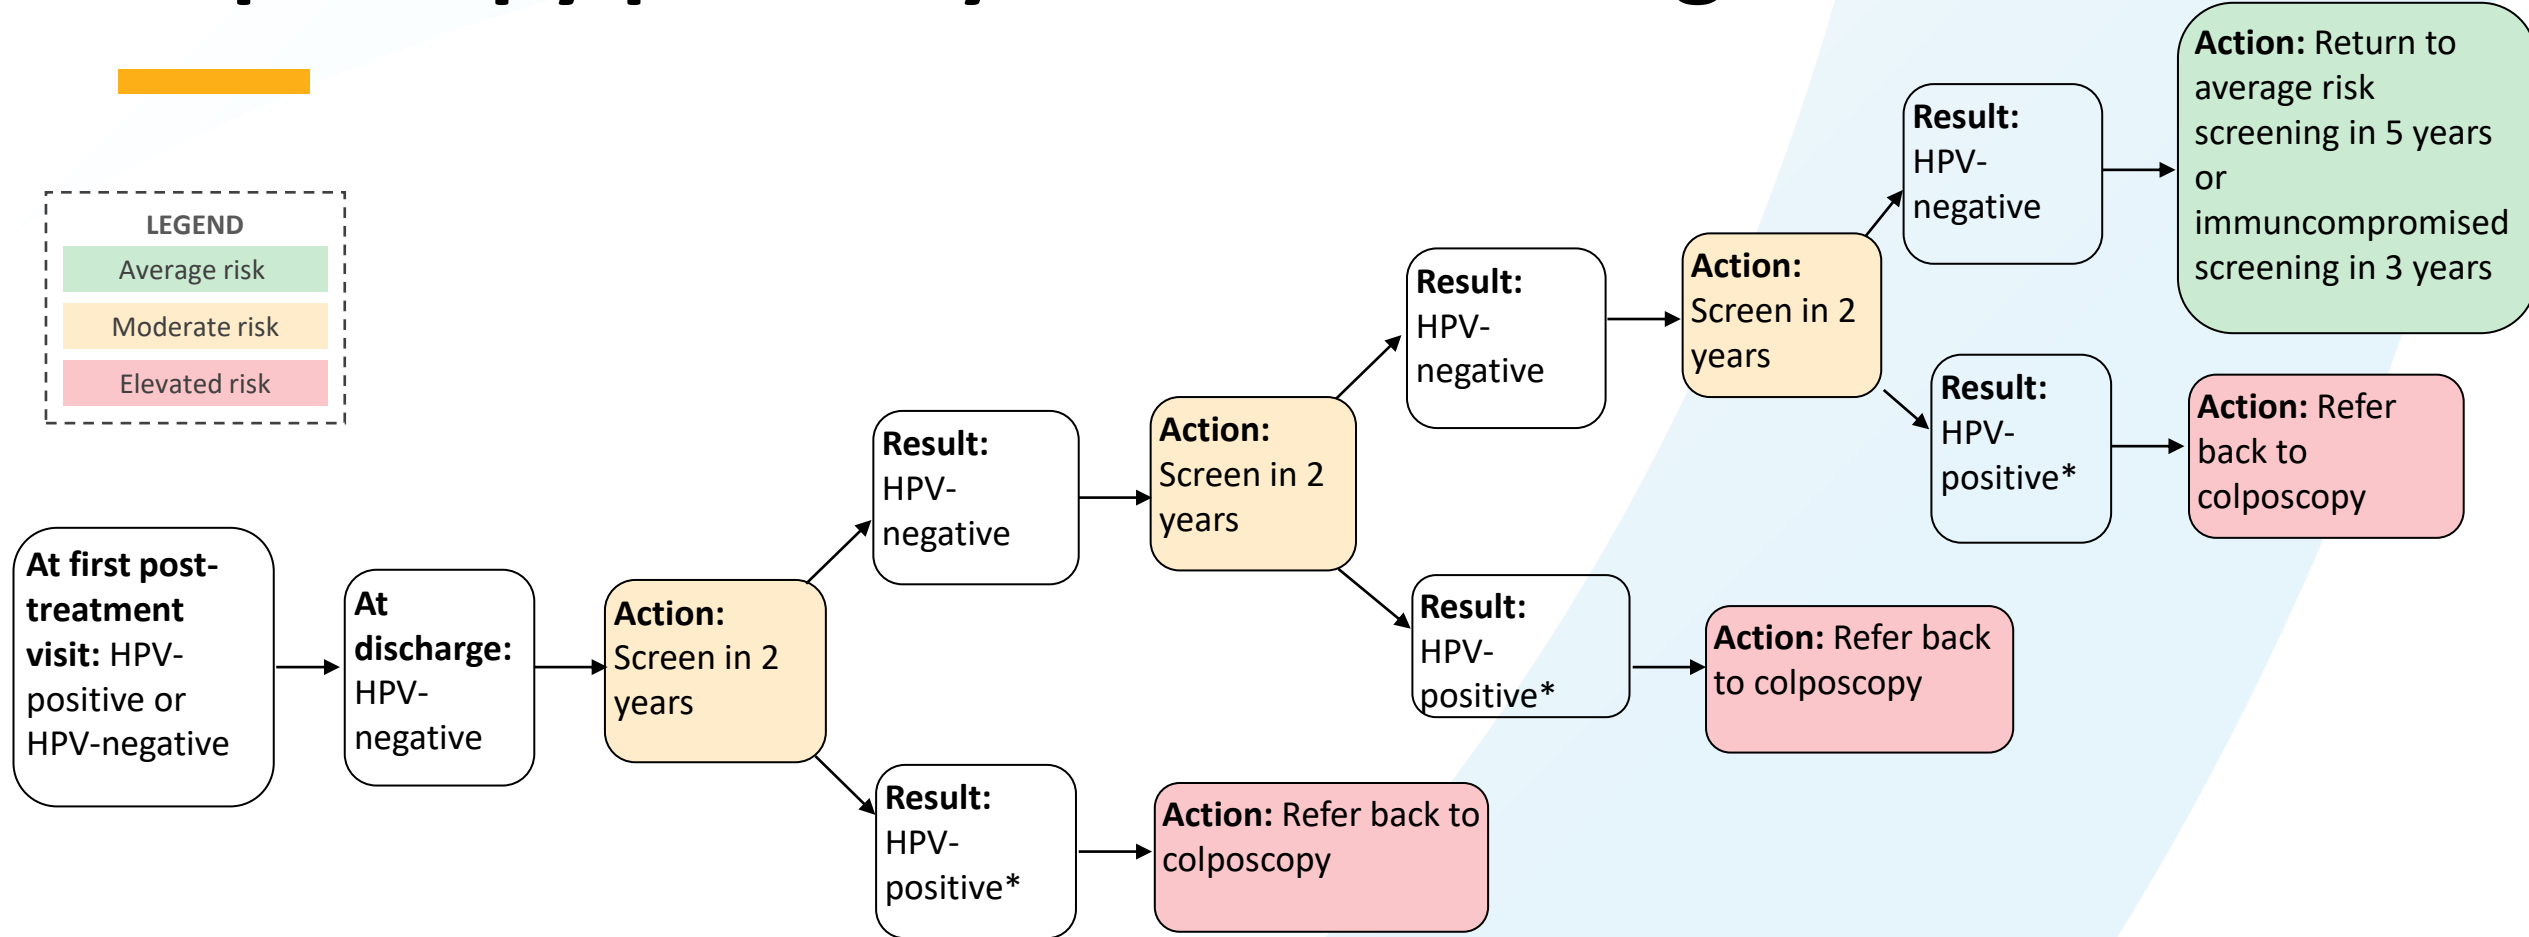 LEGEND
Average risk
Moderate risk
Elevated risk
At first post-
treatment
visit: HPV-
positive or
HPV-negative
At
discharge:
HPV-
negative
Action:
Screen in 2
years
Result:
HPV-
negative
Result:
HPV-
positive*
Action: Refer back to
colposcopy
Action:
Screen in 2
years
Result:
HPV-
negative
Result:
HPV-
positive*
Action: Refer back
to colposcopy
Action:
Screen in 2
years
Result:
HPV-
negative
Result:
HPV-
positive*
Action: Return to
average risk
screening in 5 years
or
immuncompromised
screening in 3 years
Action: Refer
back to
colposcopy